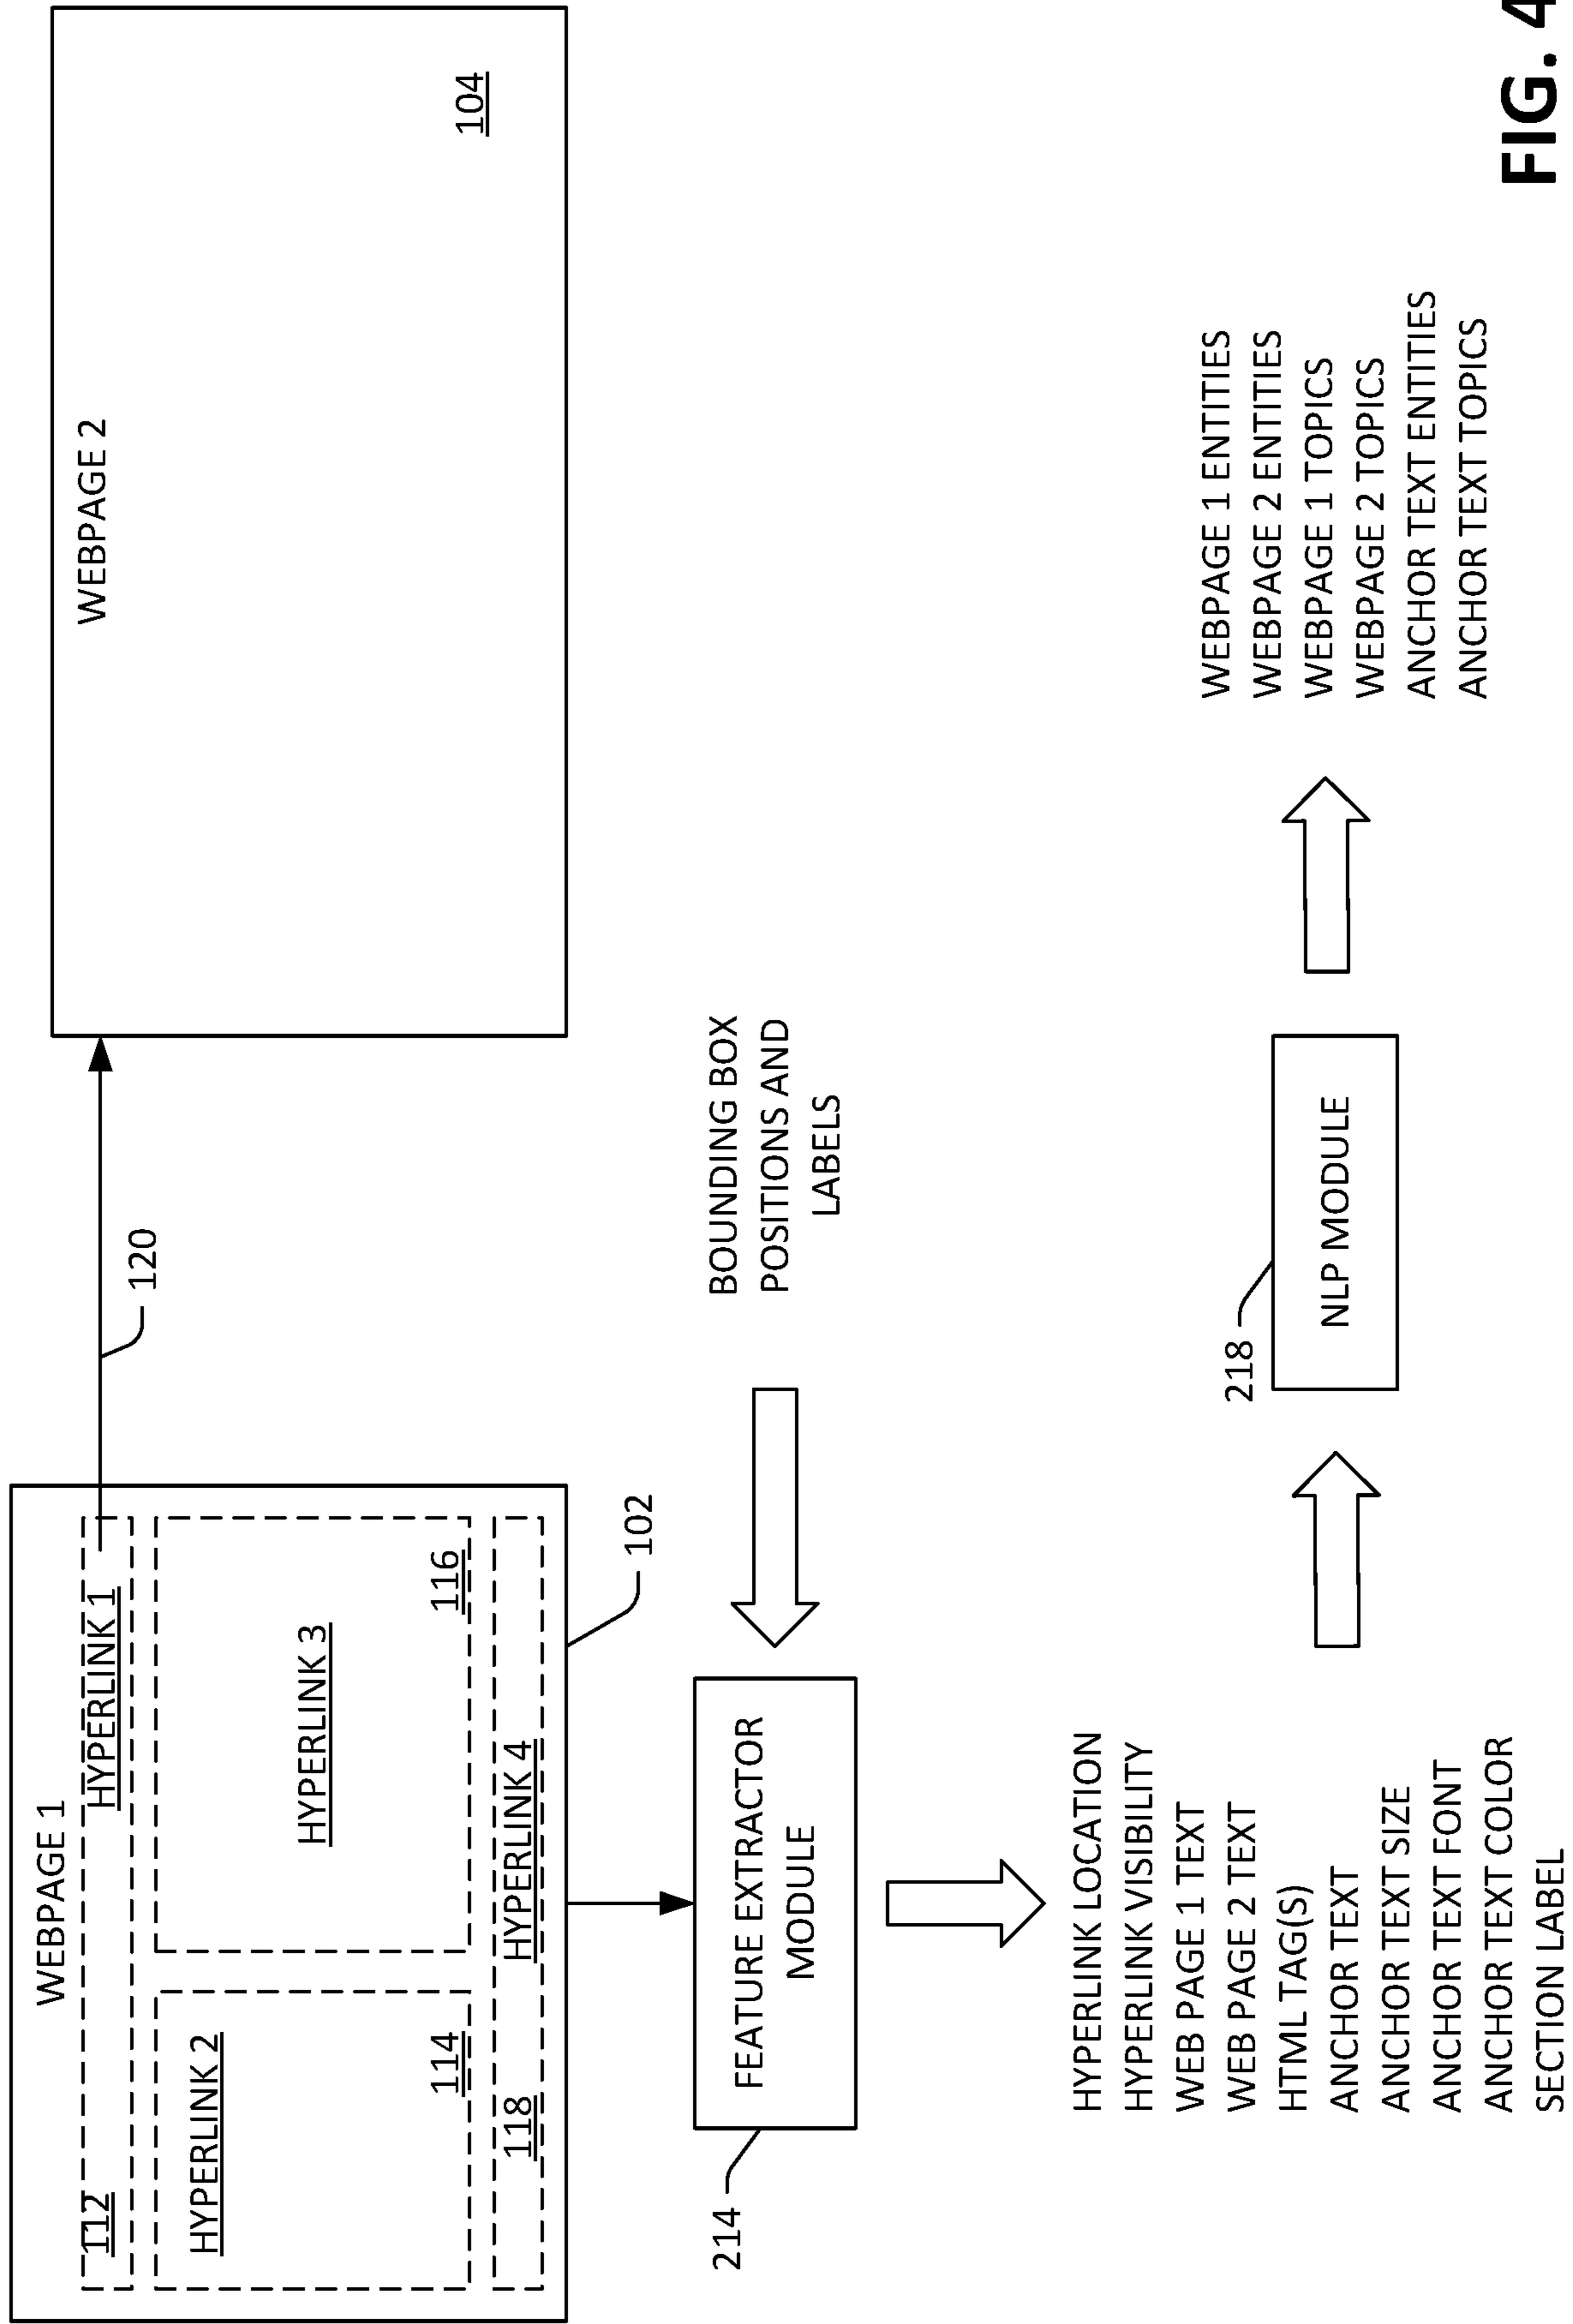 WEBPAGE 1
112
HYPERLINK 1
HYPERLINK 2
114
HYPERLINK 3
116
118
HYPERLINK 4
102
120
WEBPAGE 2
104
214
FEATURE EXTRACTOR
MODULE
BOUNDING BOX
POSITIONS AND
LABELS
HYPERLINK LOCATION
HYPERLINK VISIBILITY
WEB PAGE 1 TEXT
WEB PAGE 2 TEXT
HTML TAG(S)
ANCHOR TEXT
ANCHOR TEXT SIZE
ANCHOR TEXT FONT
ANCHOR TEXT COLOR
SECTION LABEL
218
NLP MODULE
WEBPAGE 1 ENTITIES
WEBPAGE 2 ENTITIES
WEBPAGE 1 TOPICS
WEBPAGE 2 TOPICS
ANCHOR TEXT ENTITIES
ANCHOR TEXT TOPICS
FIG. 4